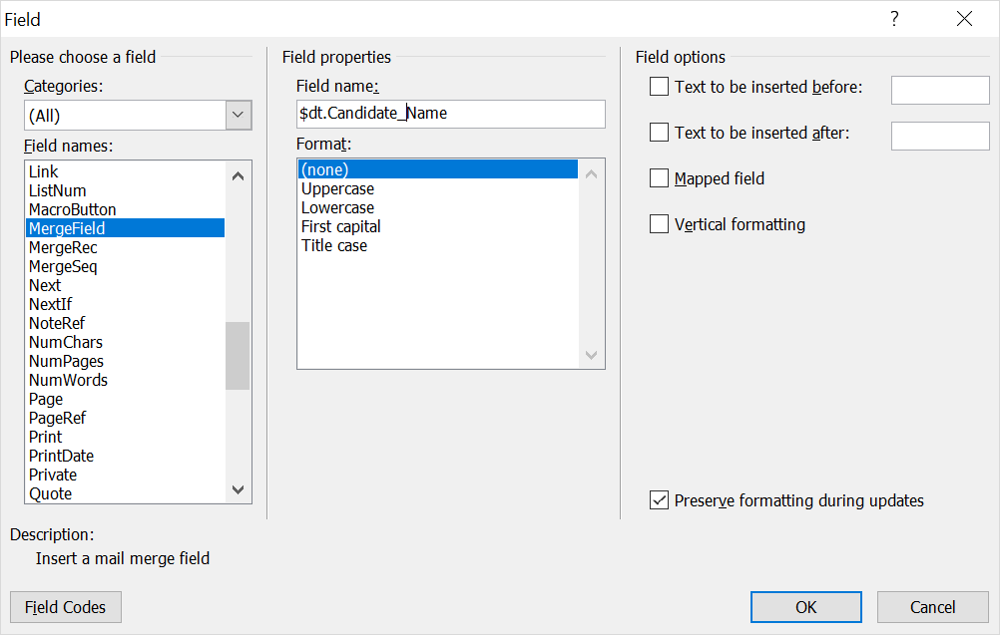 Field
?
Please choose a field
Categories:
(All)
Field names:
Link
ListNum
MacroButton
MergeField
MergeRec
MergeSeq
Next
NextIf
NoteRef
NumChars
NumPages
NumWords
Page
PageRef
Print
PrintDate
Private
Quote
Field properties
Field name:
$dt.Candidate_Name
Format:
(none)
Uppercase
Lowercase
First capital
Title case
Field options
Text to be inserted before:
Text to be inserted after:
Mapped field
Vertical formatting
Preserve formatting during updates
Description:
Insert a mail merge field
Field Codes
OK
Cancel